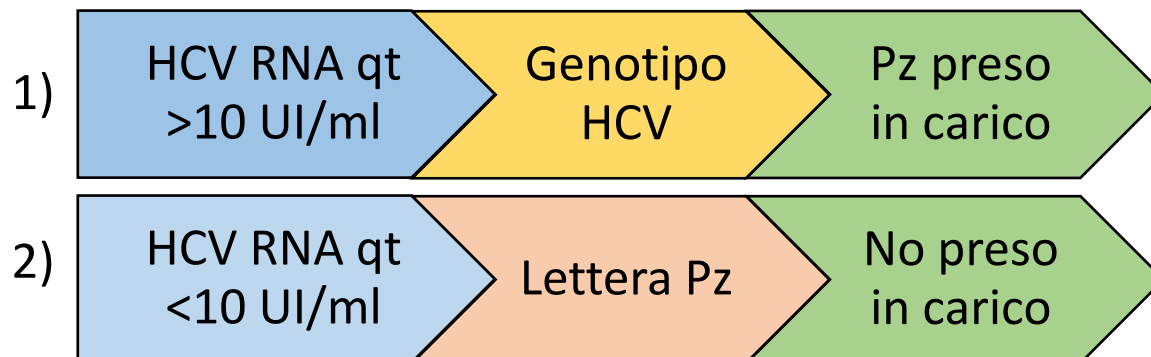 1)
HCV RNA qt
>10 UI/ml
Genotipo
HCV
Pz preso
in carico
2)
HCV RNA qt
<10 UI/ml
Lettera Pz
No preso
in carico